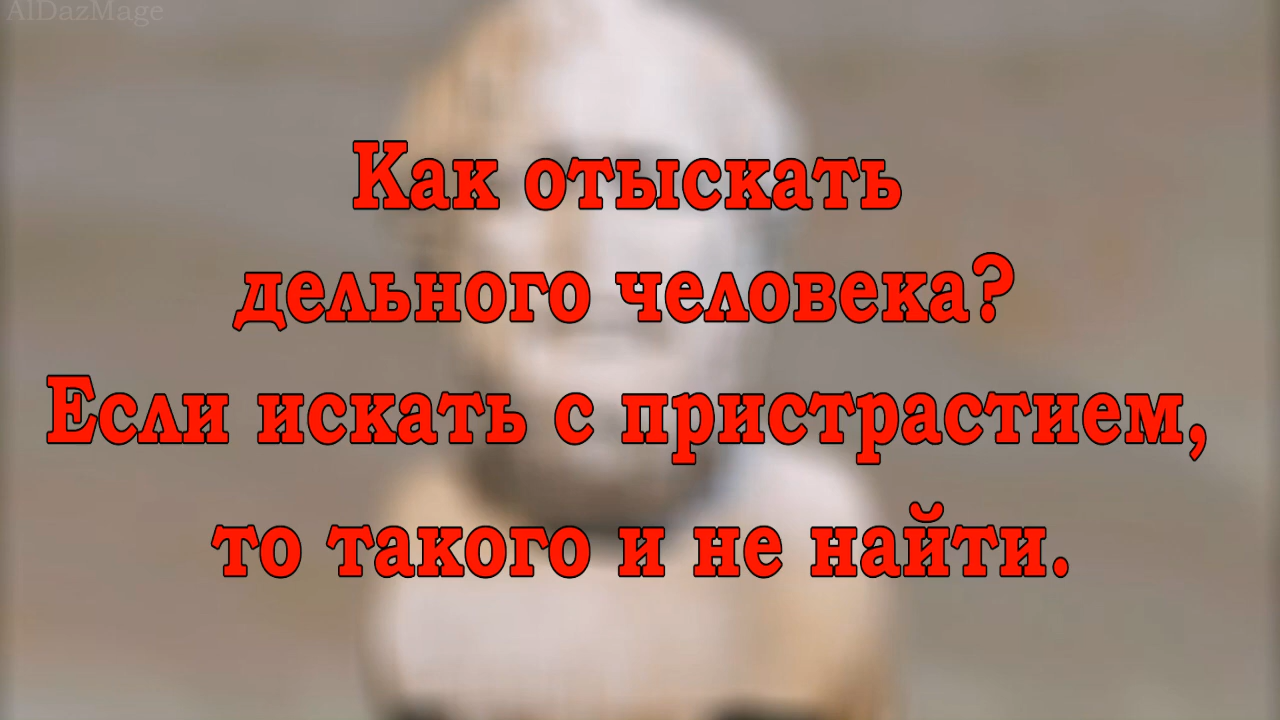 AlDazMage
Как отыскать
дельного человека?
Если искать с пристрастием,
то такого и не найти.